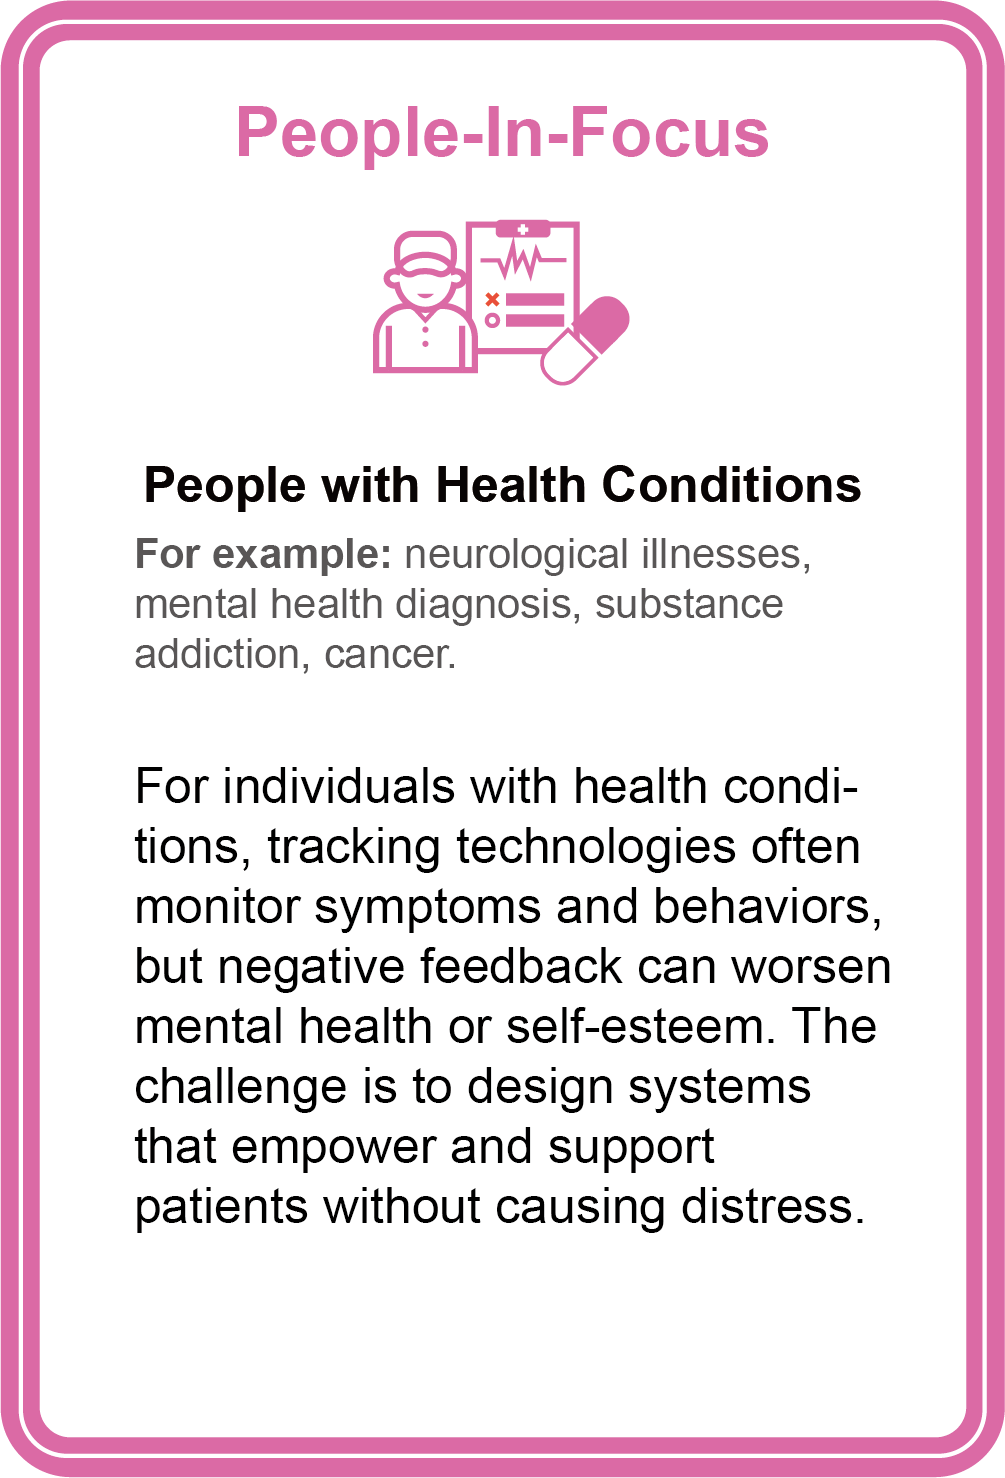 People-In-Focus
People with Health Conditions
For example: neurological illnesses,
mental health diagnosis, substance
addiction, cancer.
For individuals with health condi-
tions, tracking technologies often
monitor symptoms and behaviors,
but negative feedback can worsen
mental health or self-esteem. The
challenge is to design systems
that empower and support
patients without causing distress.